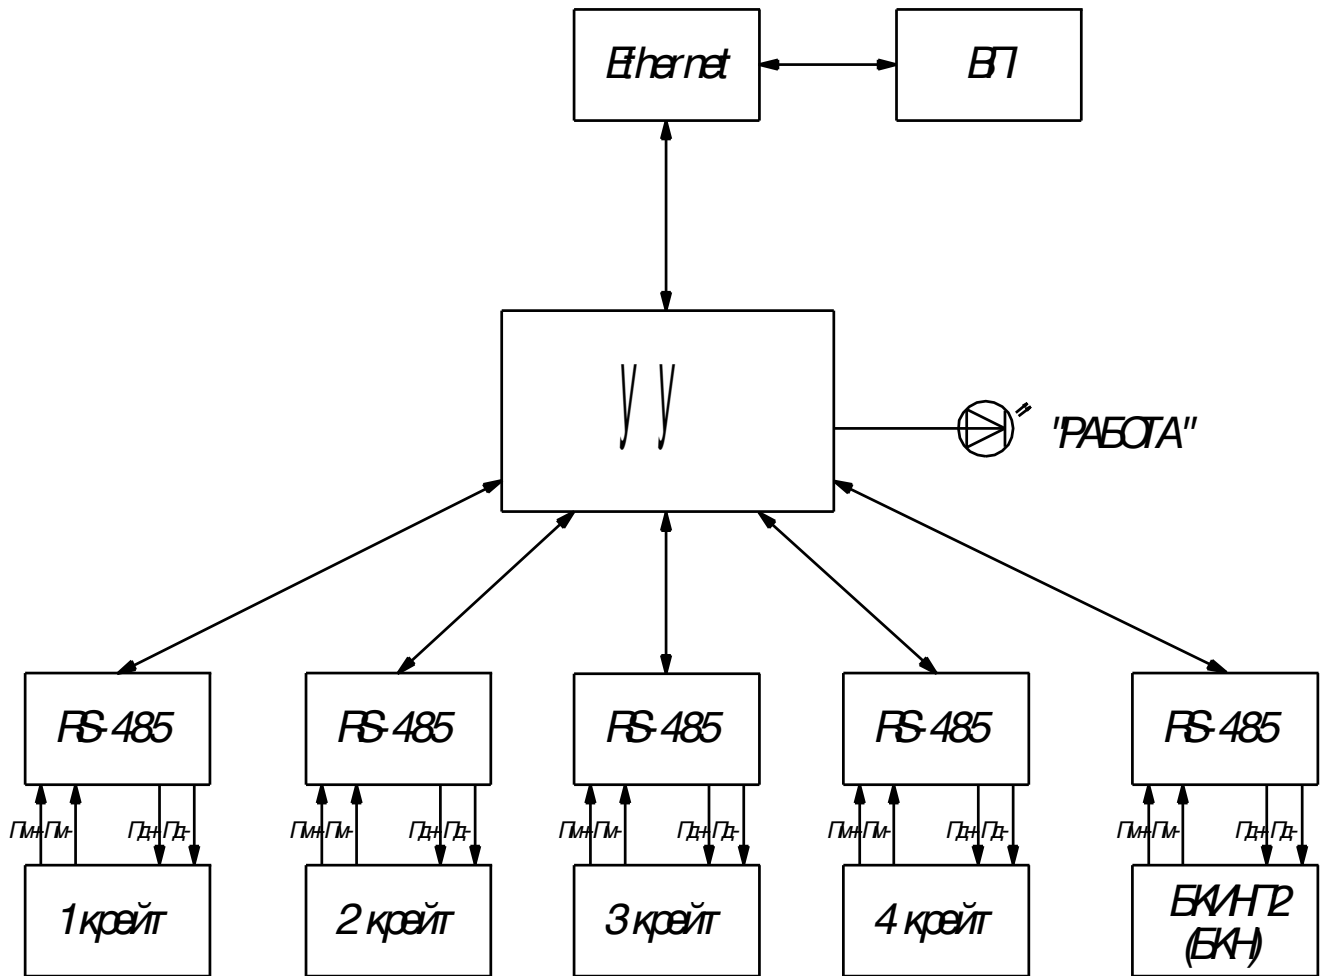 Ethernet
ВП
УУ
"РАБОТА"
RS-485
RS-485
RS-485
RS-485
RS-485
Пм+ Пм- Пд+ Пд-
Пм+ Пм- Пд+ Пд-
Пм+ Пм- Пд+ Пд-
Пм+ Пм- Пд+ Пд-
Пм+ Пм- Пд+ Пд-
1 крейт
2 крейт
3 крейт
4 крейт
БКИНП2
(БКН)